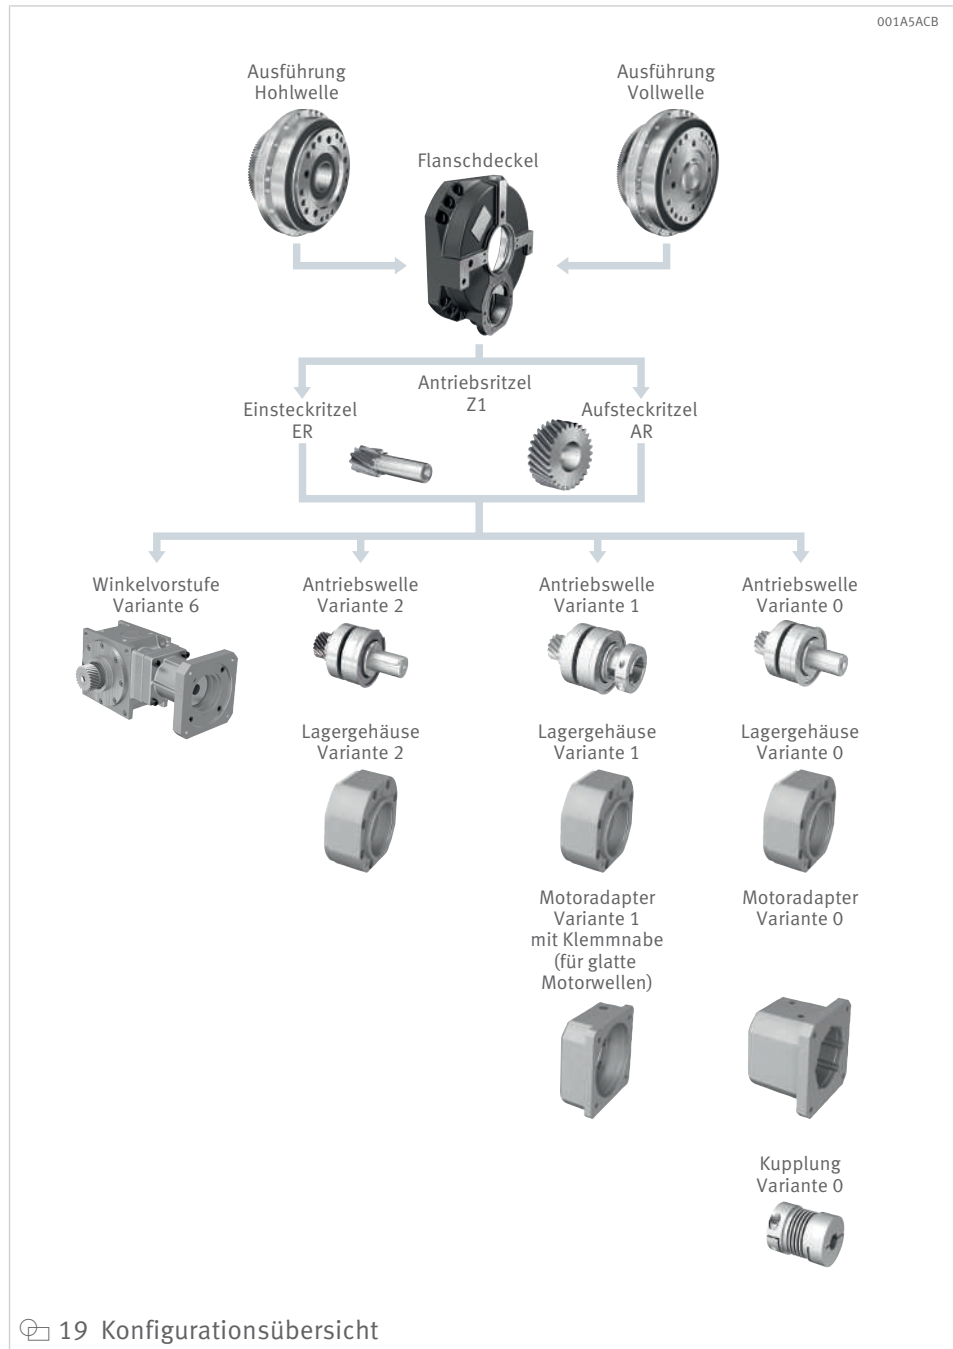 001A5ACB
Ausführung
Hohlwelle
Ausführung
Vollwelle
Flanschdeckel
Antriebsritzel
Z1
Einsteckritzel
ER
Aufsteckritzel
AR
Winkelvorstufe
Variante 6
Antriebswelle
Variante 2
Antriebswelle
Variante 1
Antriebswelle
Variante 0
Lagergehäuse
Variante 2
Lagergehäuse
Variante 1
Lagergehäuse
Variante 0
Motoradapter
Variante 1
mit Klemmnabe
(für glatte
Motorwellen)
Motoradapter
Variante 0
Kupplung
Variante 0
19 Konfigurationsübersicht